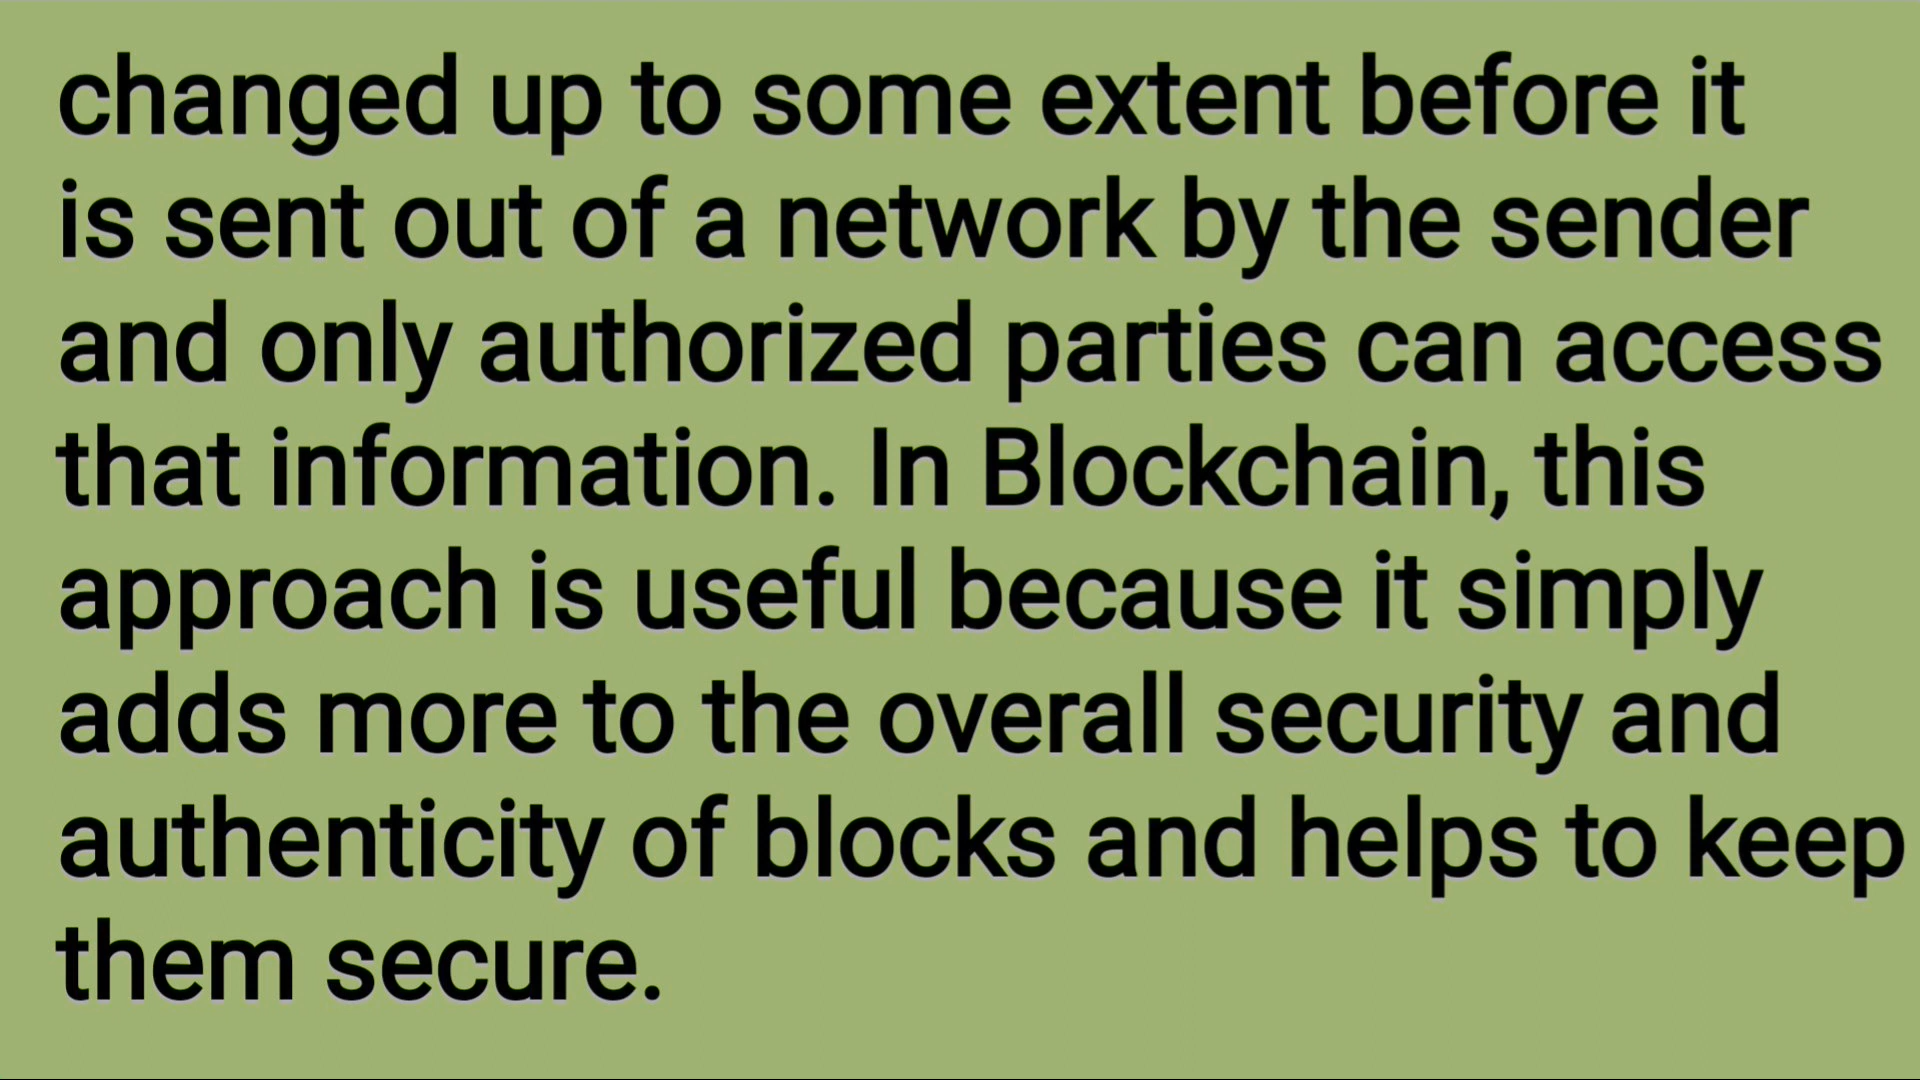 changed up to some extent before it
is sent out of a network by the sender
and only authorized parties can access
that information. In Blockchain, this
approach is useful because it simply
adds more to the overall security and
authenticity of blocks and helps to keep
them secure.